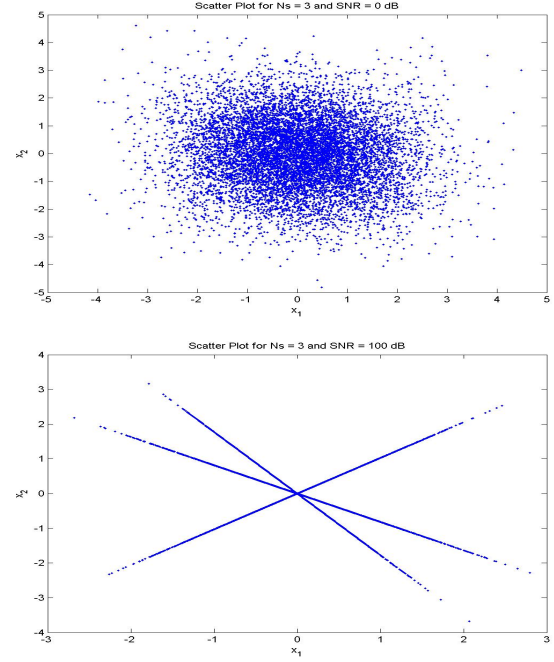 Scatter Plot for Ns = 3 and SNR = 0 dB
5
4
3
2
1
0
-1
-2
-3
-4
-5
x2
-5 -4 -3 -2 -1 0 1 2 3 4 5
x1
Scatter Plot for Ns = 3 and SNR = 100 dB
4
3
2
1
0
-1
-2
-3
-4
x2
-3 -2 -1 0 1 2 3
x1